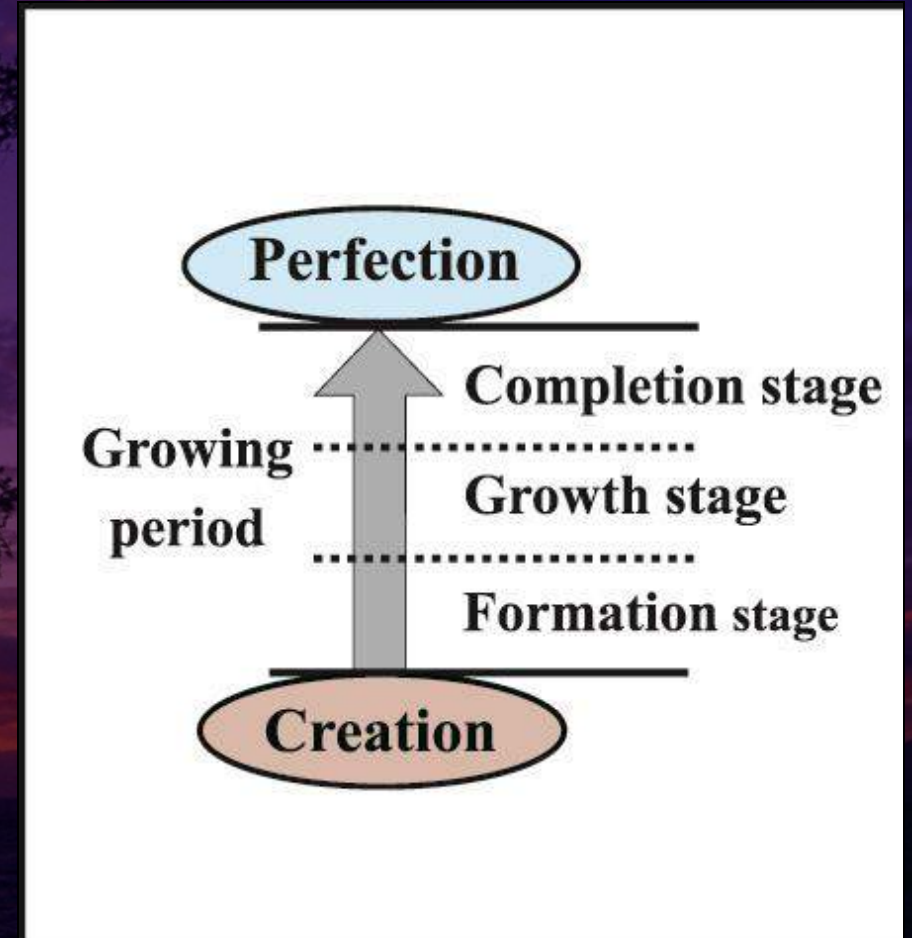 Perfection
Completion stage
Growing
period
Growth stage
Formation stage
Creation